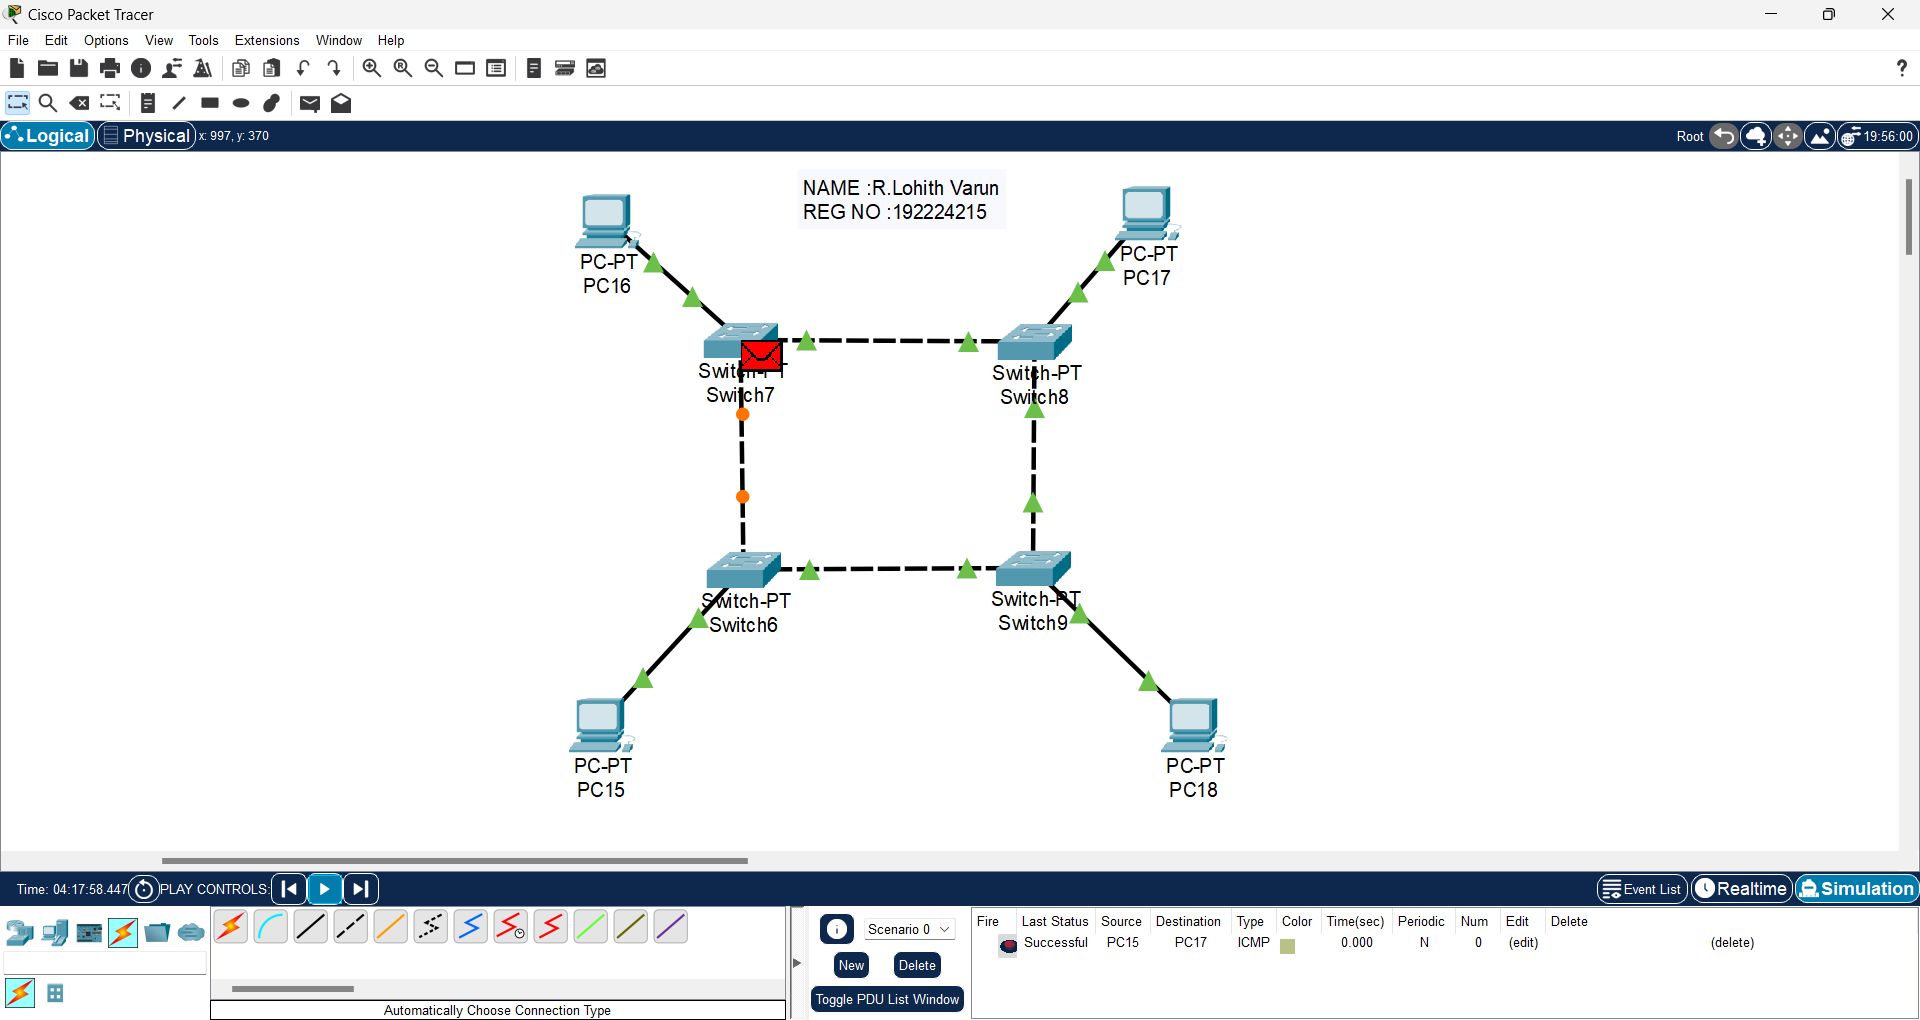 Cisco Packet Tracer
File Edit Options View Tools Extensions Window Help
?
Logical Physical x: 997, y: 370 Root 19:56:00
NAME :R.Lohith Varun
REG NO :192224215
PC-PT
PC16
PC-PT
PC17
Switch-PT
Switch7
Switch-PT
Switch8
Switch-PT
Switch6
Switch-PT
Switch9
PC-PT
PC15
PC-PT
PC18
Time: 04:17:58.447 PLAY CONTROLS: Event List Realtime Simulation
Scenario 0
New Delete
Toggle PDU List Window
Fire Last Status Source Destination Type Color Time(sec) Periodic Num Edit Delete
Successful PC15 PC17 ICMP 0.000 N 0 (edit) (delete)
Automatically Choose Connection Type